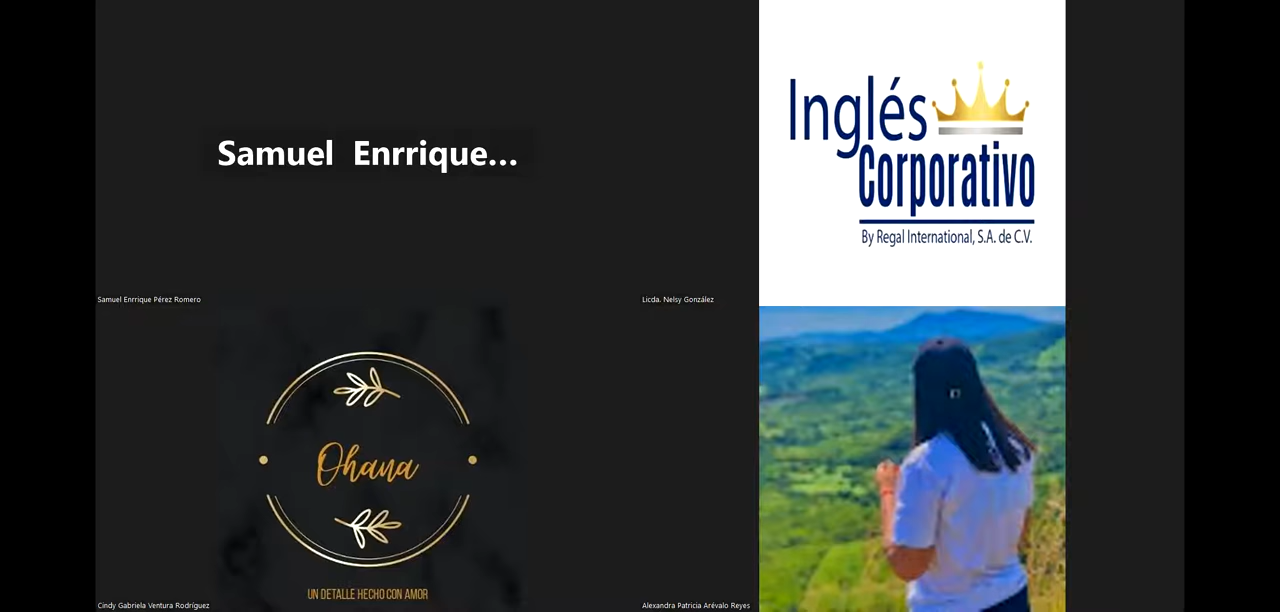 Samuel Enrrique...
Samuel Enrrique Pérez Romero
Inglés
Corporativo
By Regal International, S.A. de C.V.
Licda. Nelsy González
Ohana
UN DETALLE HECHO CON AMOR
Cindy Gabriela Ventura Rodríguez
Alexandra Patricia Arévalo Reyes